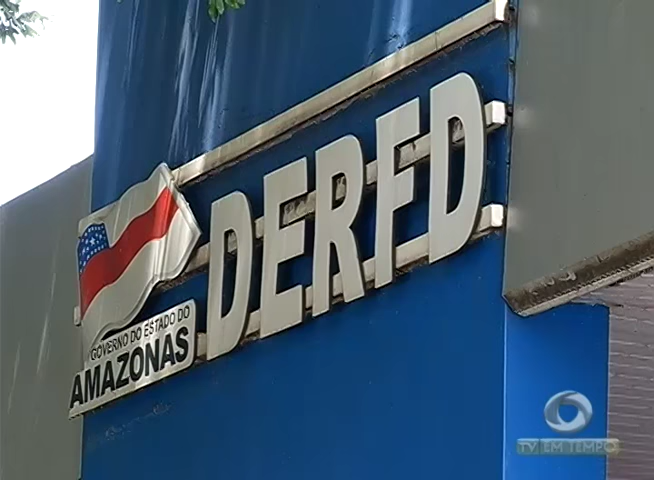 DERFD
GOVERNO DO ESTADO DO
AMAZONAS
TV EM TEMPO